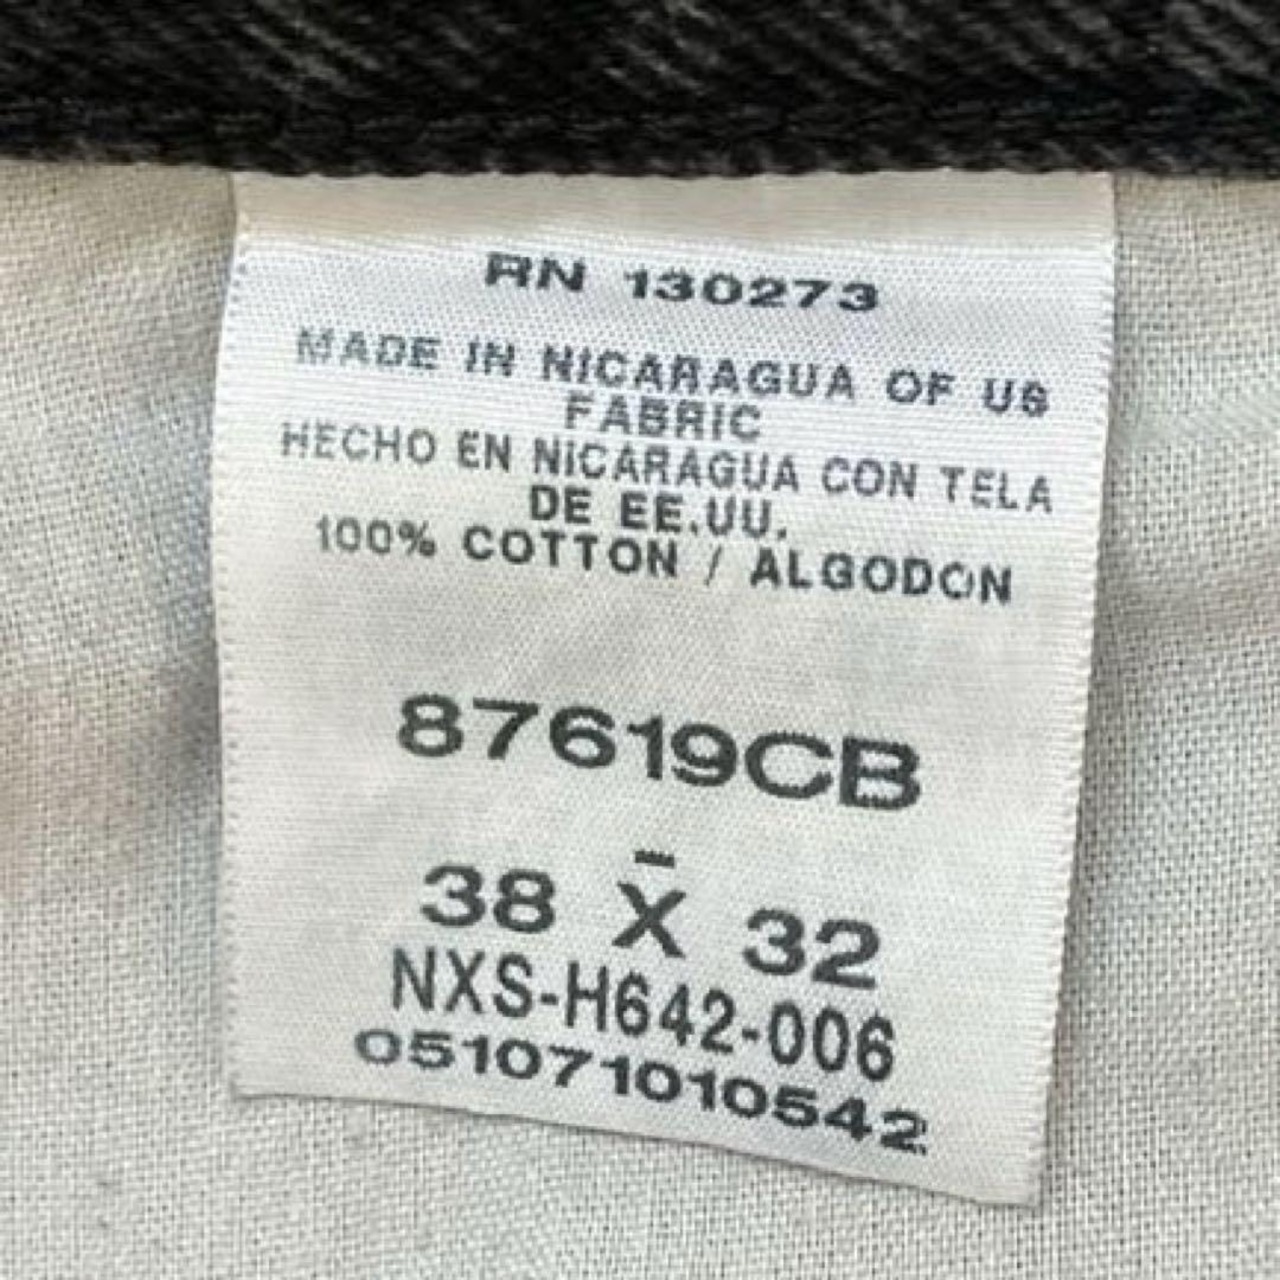 RN 130273
MADE IN NICARAGUA OF US
FABRIC
HECHO EN NICARAGUA CON TELA
DE EE.UU.
100% COTTON / ALGODON
87619CB
-
38 X 32
NXS-H642-006
051071010542